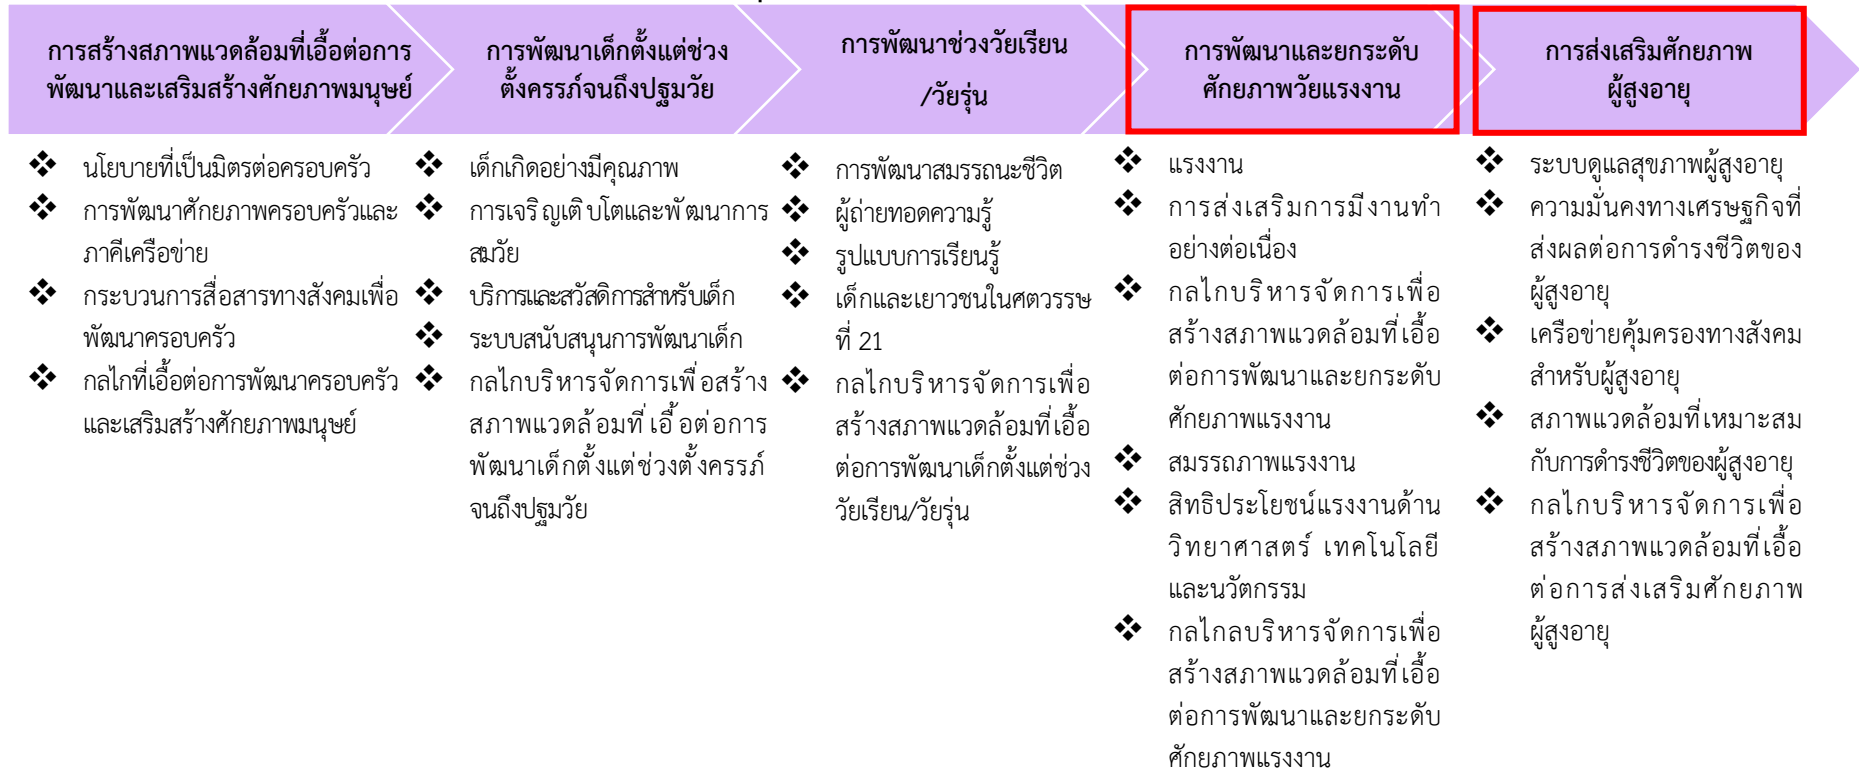 การสร้างสภาพแวดล้อมที่เอื้อต่อการ
พัฒนาและเสริมสร้างศักยภาพมนุษย์
การพัฒนาเด็กตั้งแต่ช่วง
ตั้งครรภ์จนถึงปฐมวัย
การพัฒนาช่วงวัยเรียน
/วัยรุ่น
การพัฒนาและยกระดับ
ศักยภาพวัยแรงงาน
การส่งเสริมศักยภาพ
ผู้สูงอายุ
❖ นโยบายที่เป็นมิตรต่อครอบครัว
❖ การพัฒนาศักยภาพครอบครัวและ
ภาคีเครือข่าย
❖ กระบวนการสื่อสารทางสังคมเพื่อ
พัฒนาครอบครัว
❖ กลไกที่เอื้อต่อการพัฒนาครอบครัว
และเสริมสร้างศักยภาพมนุษย์
❖ เด็กเกิดอย่างมีคุณภาพ
❖ การเจริญเติบโตและพัฒนาการ
สมวัย
❖ บริการและสวัสดิการสำหรับเด็ก
❖ ระบบสนับสนุนการพัฒนาเด็ก
❖ กลไกบริหารจัดการเพื่อสร้าง
สภาพแวดล้อมที่เอื้อต่อการ
พัฒนาเด็กตั้งแต่ช่วงตั้งครรภ์
จนถึงปฐมวัย
❖ การพัฒนาสมรรถนะชีวิต
❖ ผู้ถ่ายทอดความรู้
❖ รูปแบบการเรียนรู้
❖ เด็กและเยาวชนในศตวรรษ
ที่ 21
❖ กลไกบริหารจัดการเพื่อ
สร้างสภาพแวดล้อมที่เอื้อ
ต่อการพัฒนาเด็กตั้งแต่ช่วง
วัยเรียน/วัยรุ่น
❖ แรงงาน
❖ การส่งเสริมการมีงานทำ
อย่างต่อเนื่อง
❖ กลไกบริหารจัดการเพื่อ
สร้างสภาพแวดล้อมที่เอื้อ
ต่อการพัฒนาและยกระดับ
ศักยภาพแรงงาน
❖ สมรรถภาพแรงงาน
❖ สิทธิประโยชน์แรงงานด้าน
วิทยาศาสตร์ เทคโนโลยี
และนวัตกรรม
❖ กลไกลบริหารจัดการเพื่อ
สร้างสภาพแวดล้อมที่เอื้อ
ต่อการพัฒนาและยกระดับ
ศักยภาพแรงงาน
❖ ระบบดูแลสุขภาพผู้สูงอายุ
❖ ความมั่นคงทางเศรษฐกิจที่
ส่งผลต่อการดำรงชีวิตของ
ผู้สูงอายุ
❖ เครือข่ายคุ้มครองทางสังคม
สำหรับผู้สูงอายุ
❖ สภาพแวดล้อมที่เหมาะสม
กับการดำรงชีวิตของผู้สูงอายุ
❖ กลไกบริหารจัดการเพื่อ
สร้างสภาพแวดล้อมที่เอื้อ
ต่อการส่งเสริมศักยภาพ
ผู้สูงอายุ